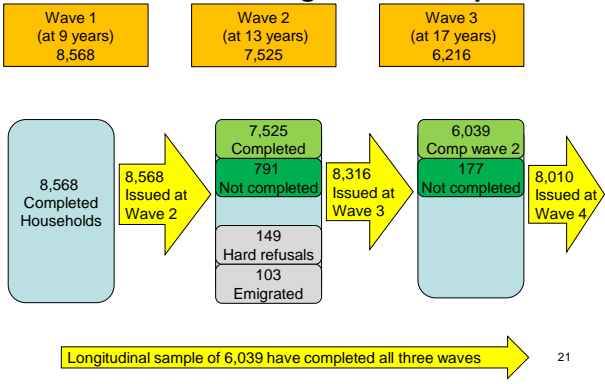 Wave 1
(at 9 years)
8,568
Wave 2
(at 13 years)
7,525
Wave 3
(at 17 years)
6,216
8,568
Completed
Households
8,568
Issued at
Wave 2
7,525
Completed
791
Not completed
149
Hard refusals
103
Emigrated
8,316
Issued at
Wave 3
6,039
Comp wave 2
177
Not completed
8,010
Issued at
Wave 4
Longitudinal sample of 6,039 have completed all three waves
21